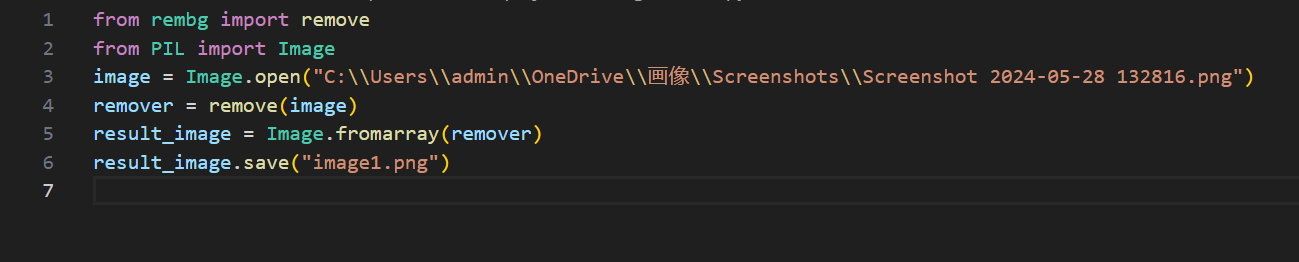 1 from rembg import remove
2 from PIL import Image
3 image = Image.open("C:\\Users\\admin\\OneDrive\\画像\\Screenshots\\Screenshot 2024-05-28 132816.png")
4 remover = remove(image)
5 result_image = Image.fromarray(remover)
6 result_image.save("image1.png")
7